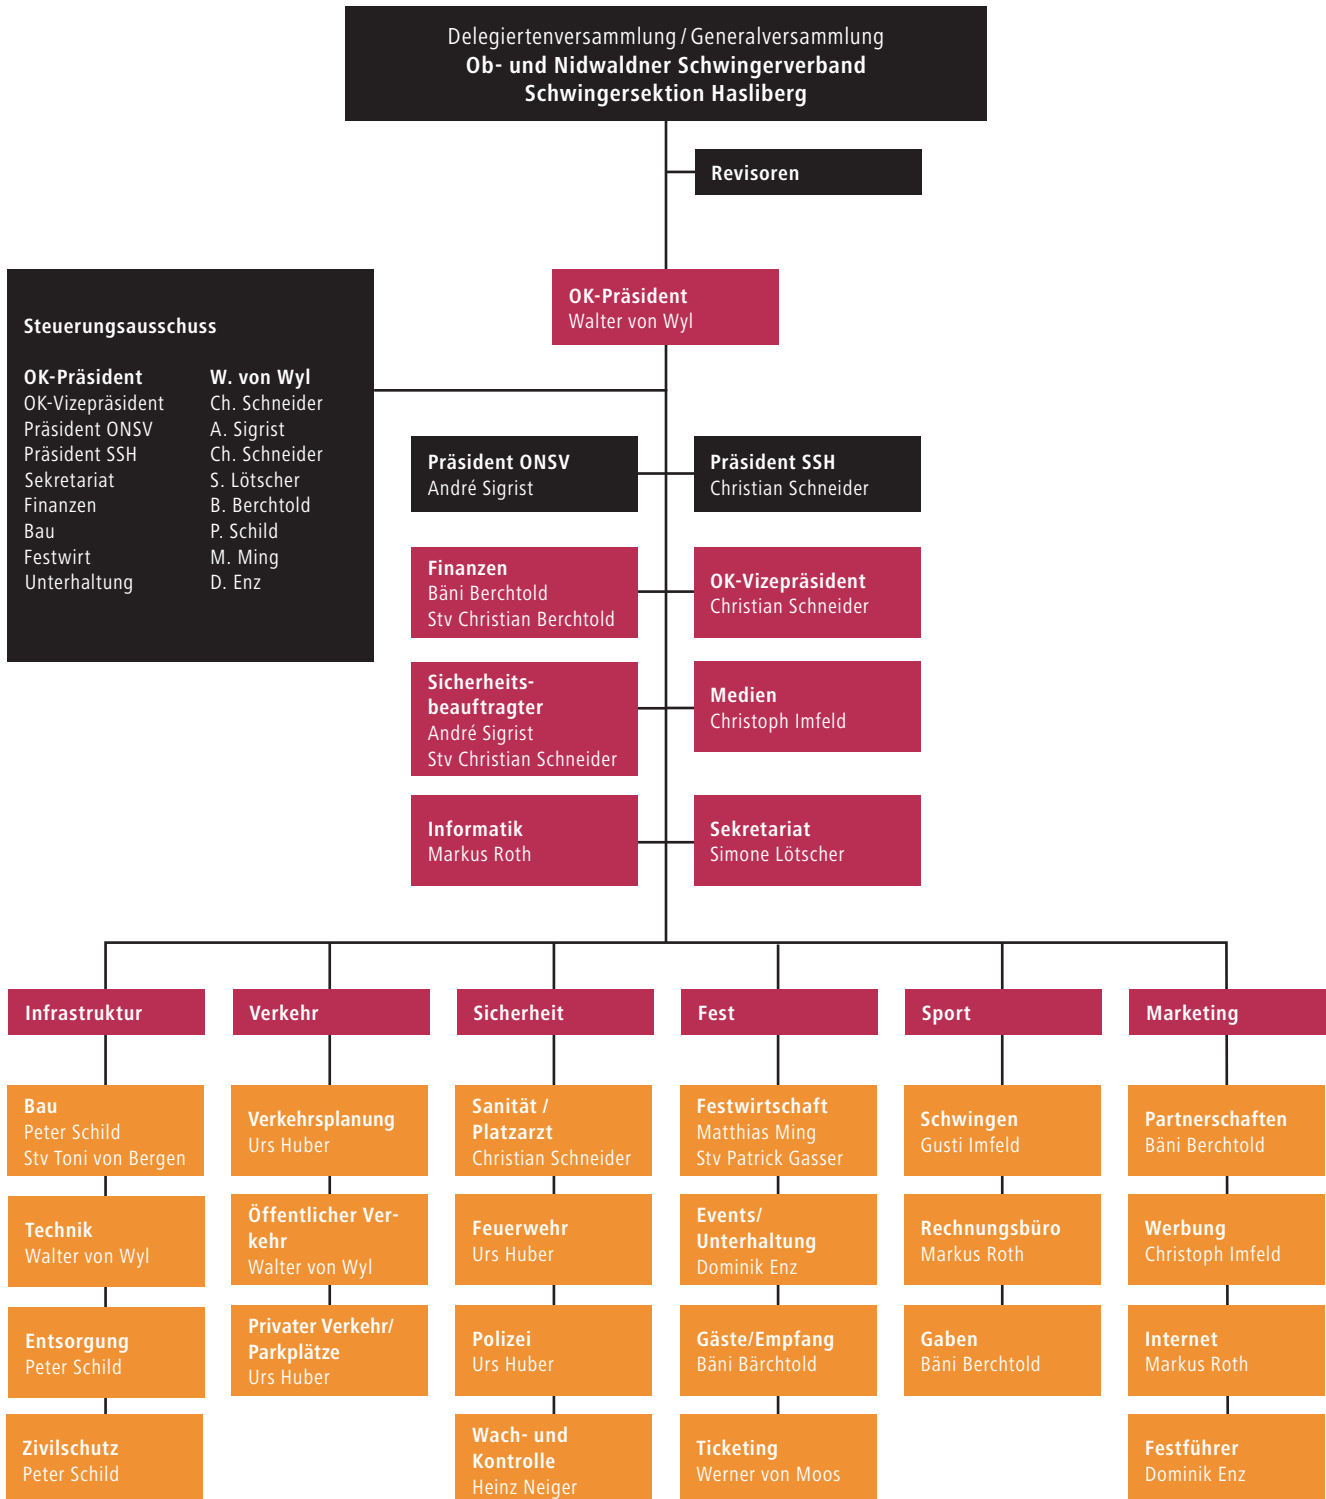 Delegiertenversammlung / Generalversammlung
Ob- und Nidwaldner Schwingerverband
Schwingersektion Hasliberg
Revisoren
OK-Präsident
Walter von Wyl
Steuerungsausschuss
OK-Präsident W. von Wyl
OK-Vizepräsident Ch. Schneider
Präsident ONSV A. Sigrist
Präsident SSH Ch. Schneider
Sekretariat S. Lötscher
Finanzen B. Berchtold
Bau P. Schild
Festwirt M. Ming
Unterhaltung D. Enz
Präsident ONSV
André Sigrist
Präsident SSH
Christian Schneider
Finanzen
Bäni Berchtold
Stv Christian Berchtold
OK-Vizepräsident
Christian Schneider
Sicherheits-
beauftragter
André Sigrist
Stv Christian Schneider
Medien
Christoph Imfeld
Informatik
Markus Roth
Sekretariat
Simone Lötscher
Infrastruktur
Bau
Peter Schild
Stv Toni von Bergen
Technik
Walter von Wyl
Entsorgung
Peter Schild
Zivilschutz
Peter Schild
Verkehr
Verkehrsplanung
Urs Huber
Öffentlicher Ver-
kehr
Walter von Wyl
Privater Verkehr/
Parkplätze
Urs Huber
Sicherheit
Sanität /
Platzarzt
Christian Schneider
Feuerwehr
Urs Huber
Polizei
Urs Huber
Wach- und
Kontrolle
Heinz Neiger
Fest
Festwirtschaft
Matthias Ming
Stv Patrick Gasser
Events/
Unterhaltung
Dominik Enz
Gäste/Empfang
Bäni Bärchtold
Ticketing
Werner von Moos
Sport
Schwingen
Gusti Imfeld
Rechnungsbüro
Markus Roth
Gaben
Bäni Berchtold
Marketing
Partnerschaften
Bäni Berchtold
Werbung
Christoph Imfeld
Internet
Markus Roth
Festführer
Dominik Enz